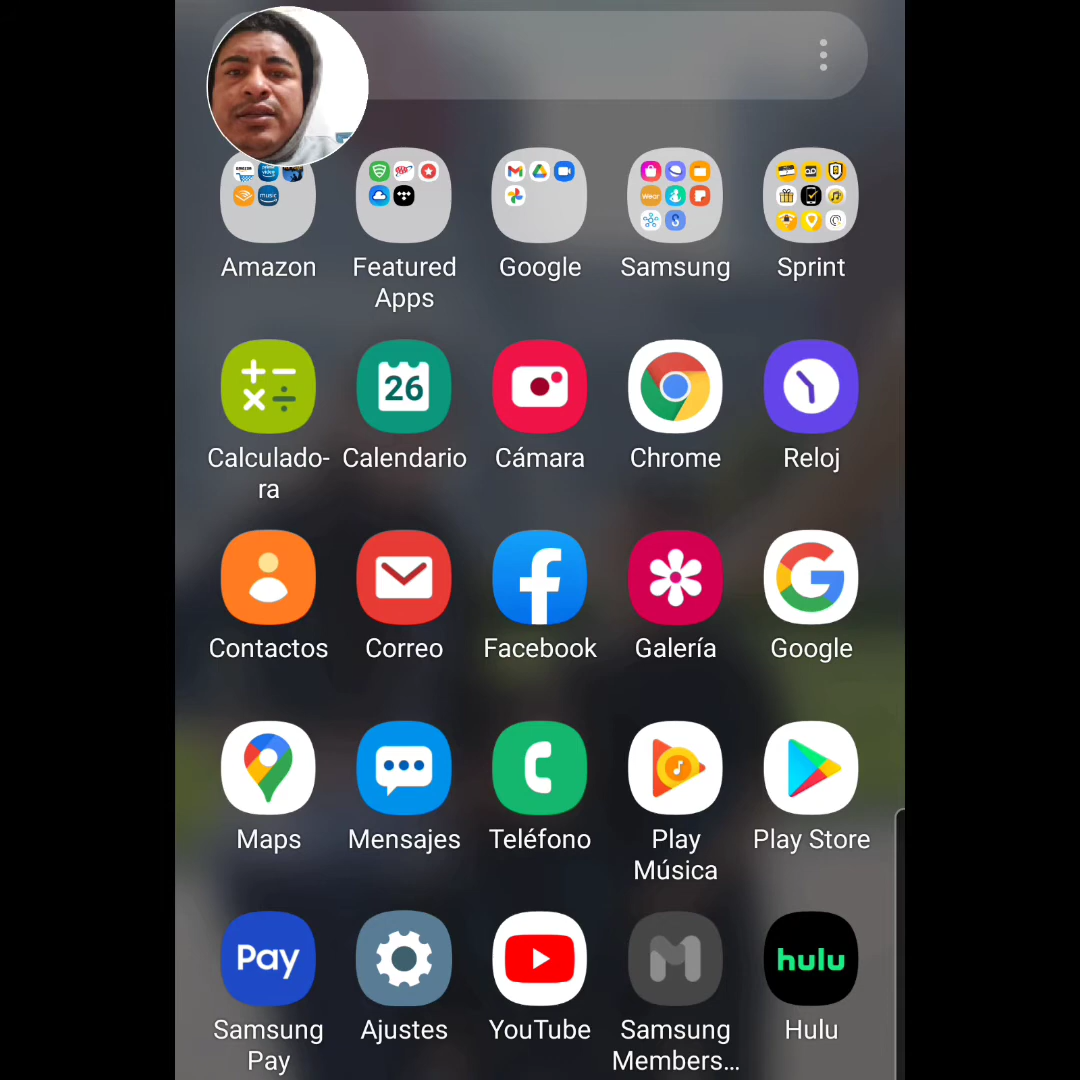 Amazon
Featured
Apps
Google
Samsung
Sprint
26
Calculado-
ra
Calendario
Cámara
Chrome
Reloj
Contactos
Correo
Facebook
Galería
Google
Maps
Mensajes
Teléfono
Play
Música
Play Store
Pay
hulu
Samsung
Pay
Ajustes
YouTube
Samsung
Members...
Hulu